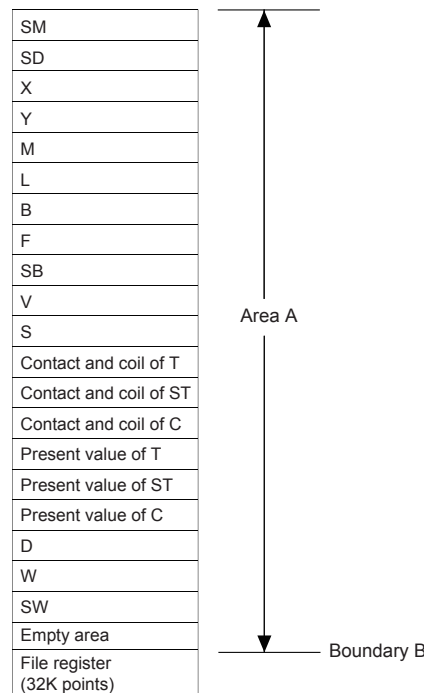 SM
SD
X
Y
M
L
B
F
SB
V
S
Contact and coil of T
Contact and coil of ST
Contact and coil of C
Present value of T
Present value of ST
Present value of C
D
W
SW
Empty area
File register
(32K points)
Area A
Boundary B